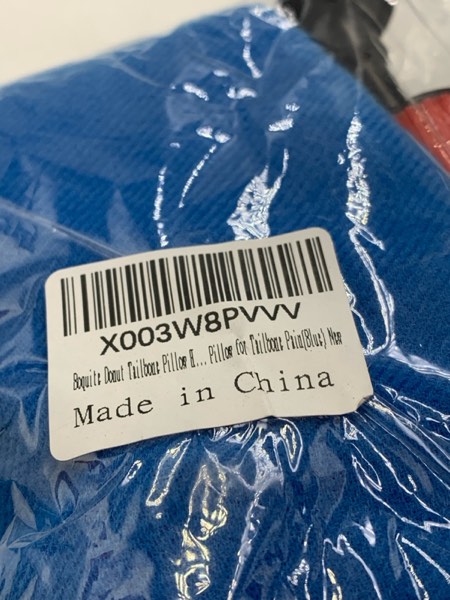 X003W8PVVV
Boquite Donut Tailbone Pillow H... Pillow for Tailbone Pain(Blue) New
Made in China